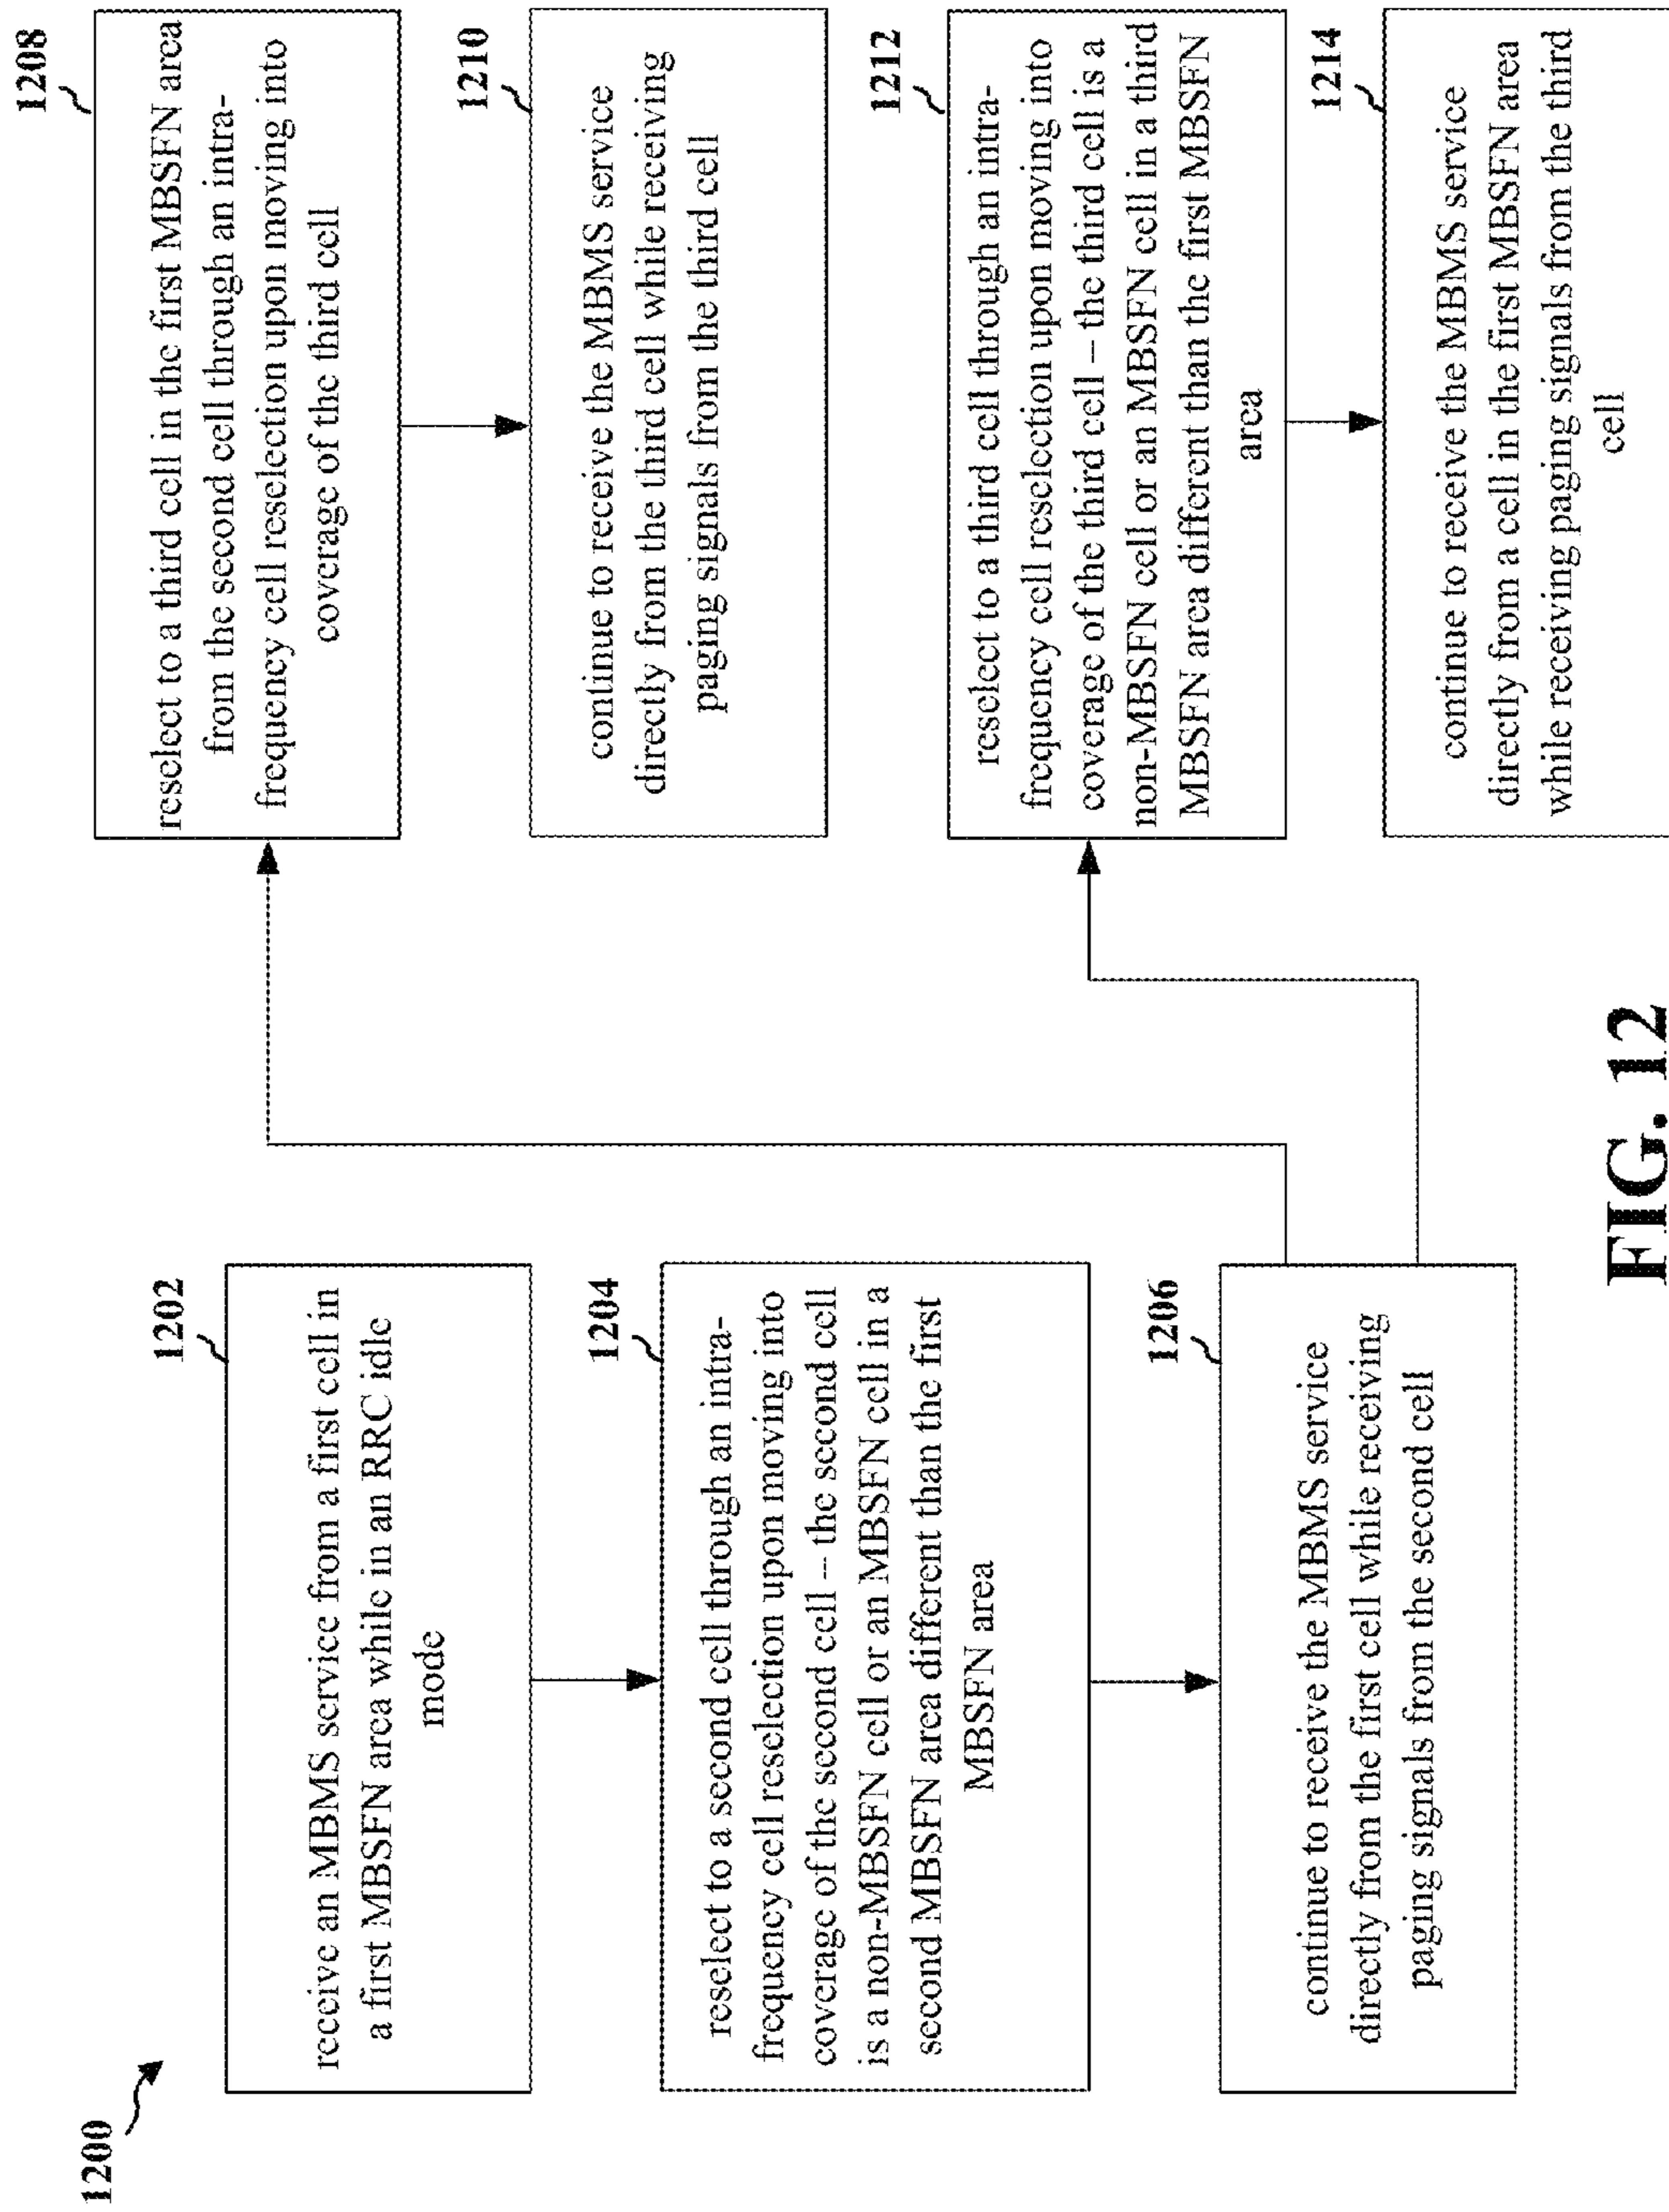 1200
1202
receive an MBMS service from a first cell in
a first MBSFN area while in an RRC idle
mode
1204
reselect to a second cell through an intra-
frequency cell reselection upon moving into
coverage of the second cell – the second cell
is a non-MBSFN cell or an MBSFN cell in a
second MBSFN area different than the first
MBSFN area
1206
continue to receive the MBMS service
directly from the first cell while receiving
paging signals from the second cell
1208
reselect to a third cell in the first MBSFN area
from the second cell through an intra-
frequency cell reselection upon moving into
coverage of the third cell
1210
continue to receive the MBMS service
directly from the third cell while receiving
paging signals from the third cell
1212
reselect to a third cell through an intra-
frequency cell reselection upon moving into
coverage of the third cell – the third cell is a
non-MBSFN cell or an MBSFN cell in a third
MBSFN area different than the first MBSFN
area
1214
continue to receive the MBMS service
directly from a cell in the first MBSFN area
while receiving paging signals from the third
cell
FIG. 12